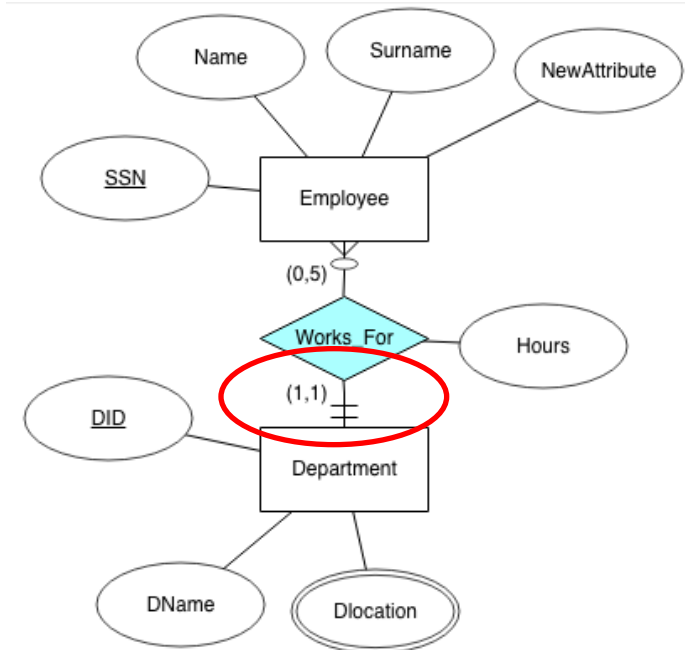 Name
Surname
NewAttribute
SSN
Employee
(0,5)
Works_For
Hours
(1,1)
DID
Department
DName
Dlocation